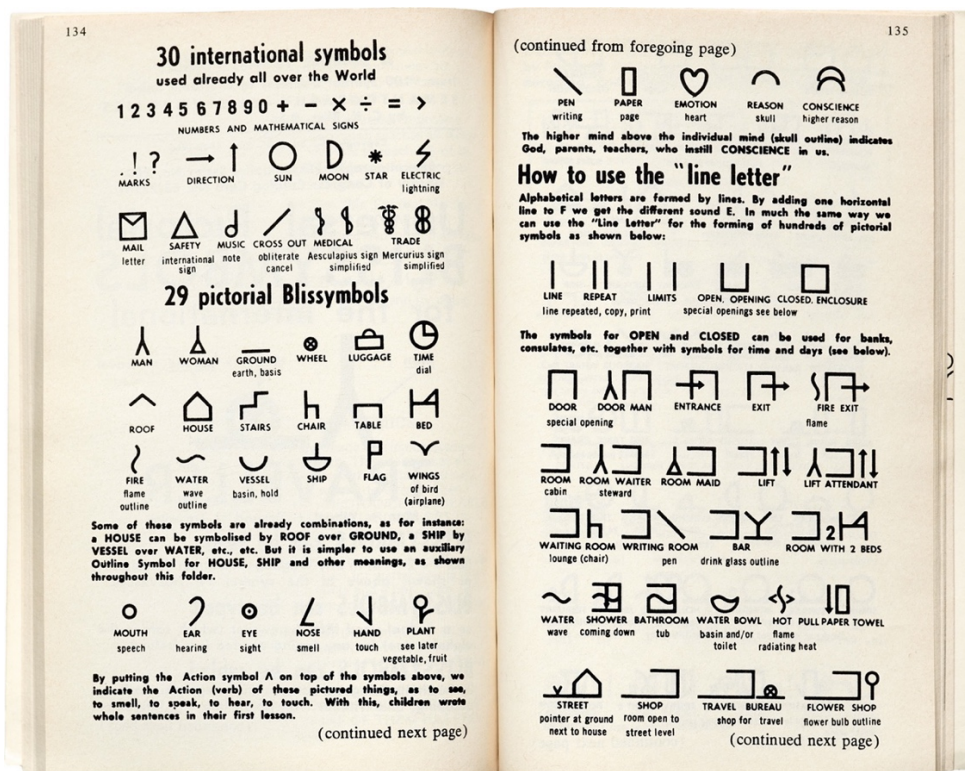 134
30 international symbols
used already all over the World
1 2 3 4 5 6 7 8 9 0 + − × ÷ = >
NUMBERS AND MATHEMATICAL SIGNS
. ! ?
MARKS DIRECTION SUN MOON STAR ELECTRIC
lightning
MAIL SAFETY MUSIC CROSS OUT MEDICAL TRADE
letter international note obliterate Aesculapius sign Mercurius sign
sign cancel simplified simplified
29 pictorial Blissymbols
MAN WOMAN GROUND WHEEL LUGGAGE TIME
earth, basis dial
ROOF HOUSE STAIRS CHAIR TABLE BED
FIRE WATER VESSEL SHIP FLAG WINGS
flame wave basin, hold of bird
outline outline (airplane)
Some of these symbols are already combinations, as for instance:
a HOUSE can be symbolised by ROOF over GROUND, a SHIP by
VESSEL over WATER, etc., etc. But it is simpler to use an auxiliary
Outline Symbol for HOUSE, SHIP and other meanings, as shown
throughout this folder.
MOUTH EAR EYE NOSE HAND PLANT
speech hearing sight smell touch see later
vegetable, fruit
By putting the Action symbol Λ on top of the symbols above, we
indicate the Action (verb) of these pictured things, as to see,
to smell, to speak, to hear, to touch. With this, children wrote
whole sentences in their first lesson.
(continued next page)
135
(continued from foregoing page)
PEN PAPER EMOTION REASON CONSCIENCE
writing page heart skull higher reason
The higher mind above the individual mind (skull outline) indicates
God, parents, teachers, who instill CONSCIENCE in us.
How to use the "line letter"
Alphabetical letters are formed by lines. By adding one horizontal
line to F we get the different sound E. In much the same way we
can use the "Line Letter" for the forming of hundreds of pictorial
symbols as shown below:
LINE REPEAT LIMITS OPEN, OPENING CLOSED. ENCLOSURE
line repeated, copy, print special openings see below
The symbols for OPEN and CLOSED can be used for banks,
consulates, etc. together with symbols for time and days (see below).
DOOR DOOR MAN ENTRANCE EXIT FIRE EXIT
special opening flame
ROOM ROOM WAITER ROOM MAID LIFT LIFT ATTENDANT
cabin steward
2
WAITING ROOM WRITING ROOM BAR ROOM WITH 2 BEDS
lounge (chair) pen drink glass outline
WATER SHOWER BATHROOM WATER BOWL HOT PULL PAPER TOWEL
wave coming down tub basin and/or flame
toilet radiating heat
STREET SHOP TRAVEL BUREAU FLOWER SHOP
pointer at ground room open to shop for travel flower bulb outline
next to house street level
(continued next page)